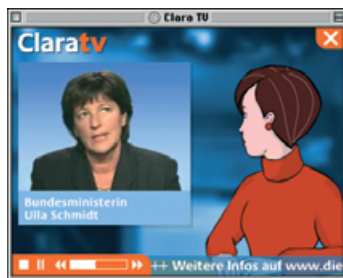 Clara TV
Claratv
Bundesministerin
Ulla Schmidt
++ Weitere Infos auf www.die